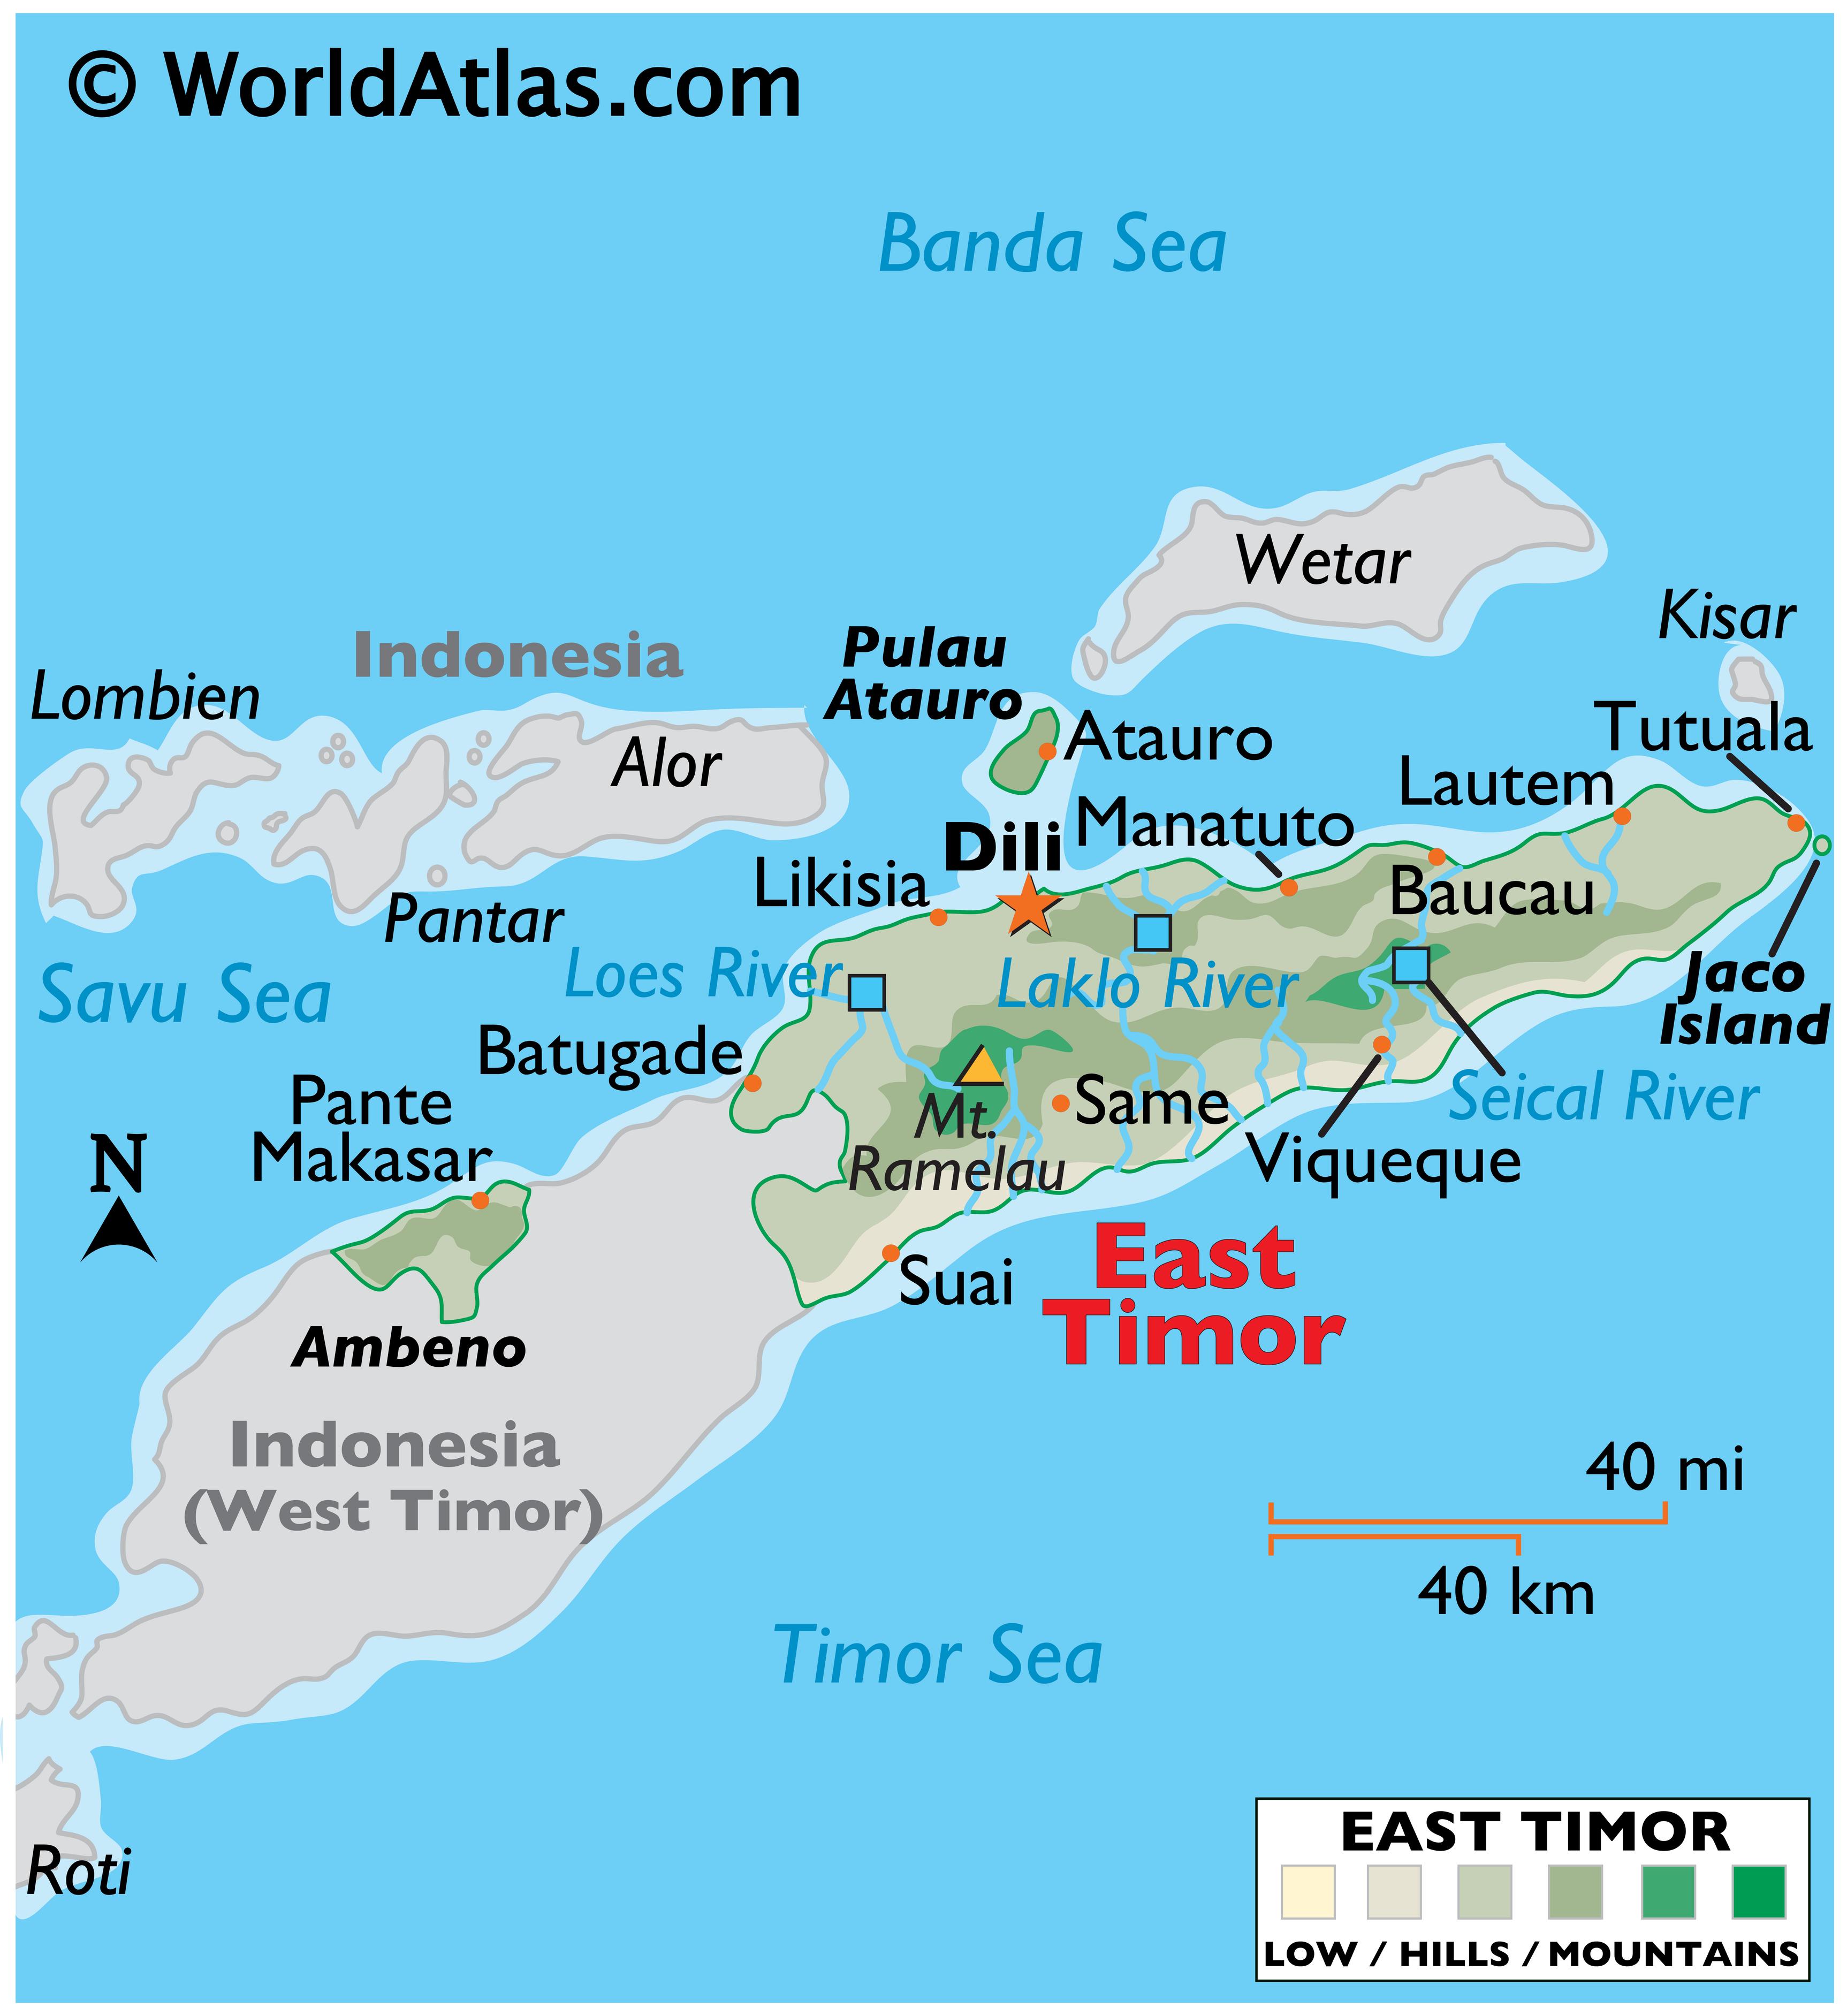 © WorldAtlas.com
Banda Sea
Wetar
Kisar
Indonesia
Pulau
Atauro
Lombien
Tutuala
Atauro
Alor
Lautem
Manatuto
Dili
Likisia
Baucau
Pantar
Loes River
Laklo River
Savu Sea
Jaco
Island
Batugade
Pante
Makasar
Same
Seical River
Mt.
Ramelau
Viqueque
N
East
Timor
Suai
Ambeno
Indonesia
(West Timor)
40 mi
40 km
Timor Sea
Roti
EAST TIMOR
LOW / HILLS / MOUNTAINS